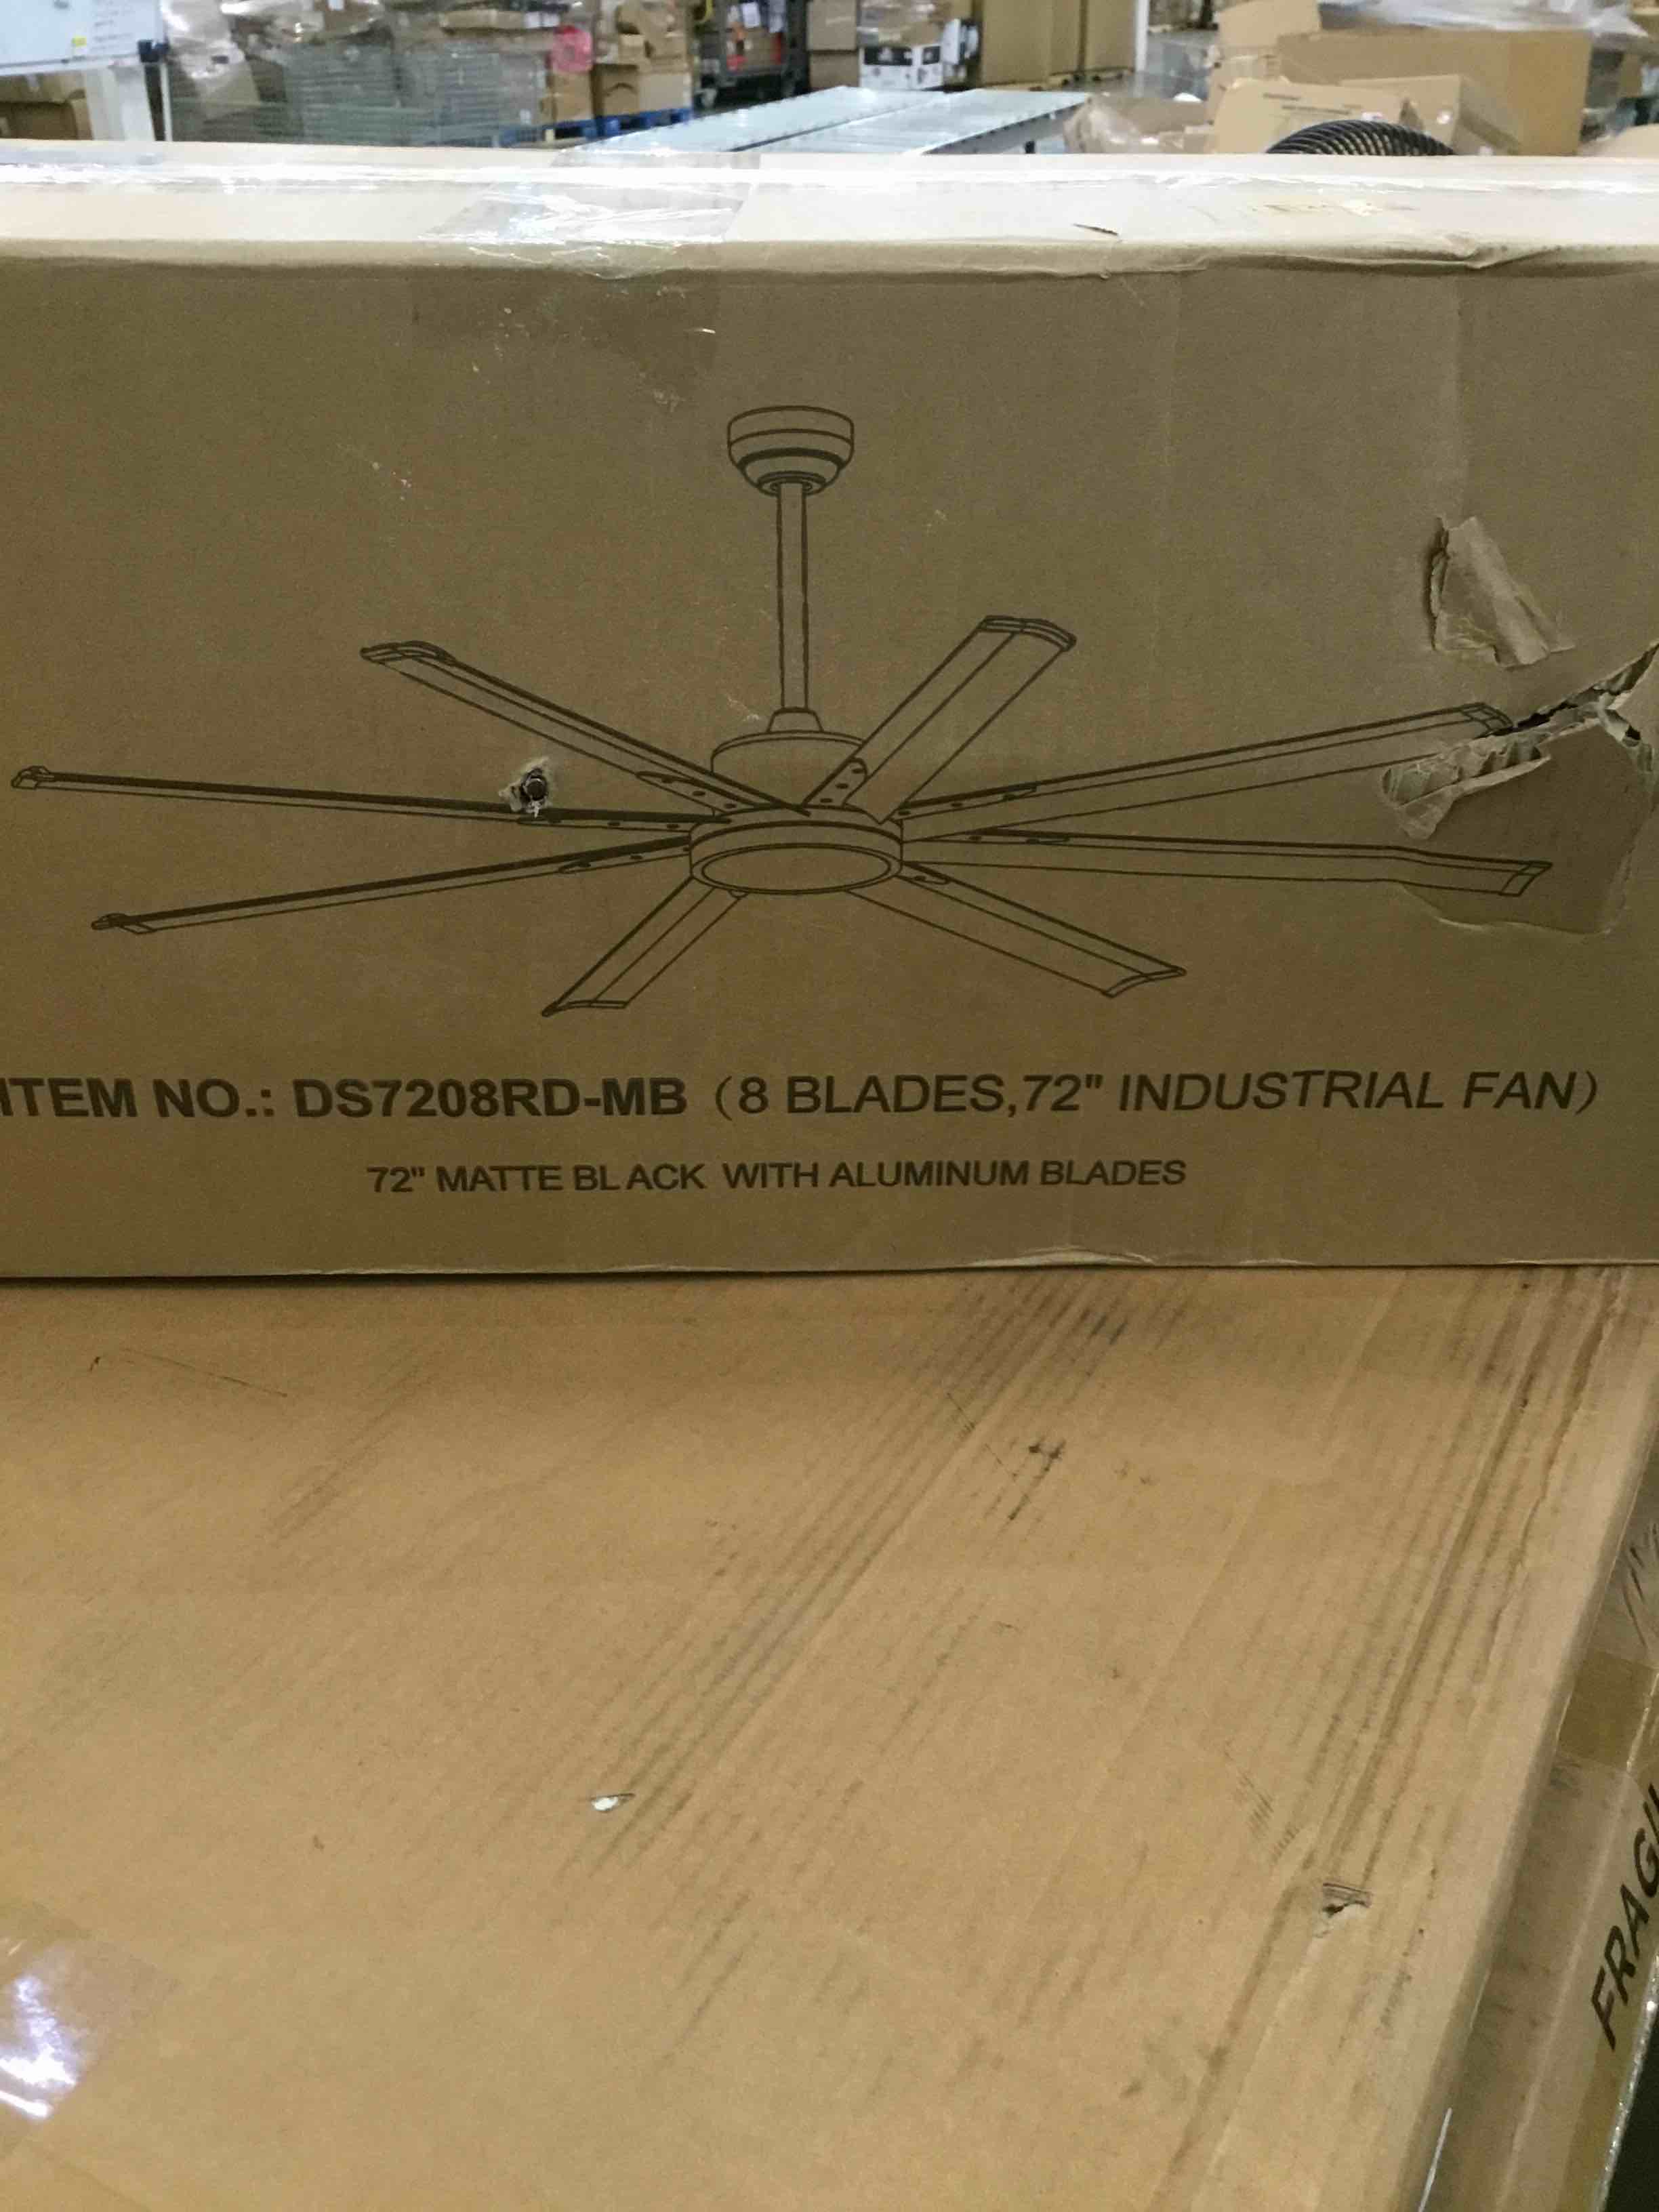 ITEM NO.: DS7208RD-MB (8 BLADES,72" INDUSTRIAL FAN)
72" MATTE BLACK WITH ALUMINUM BLADES